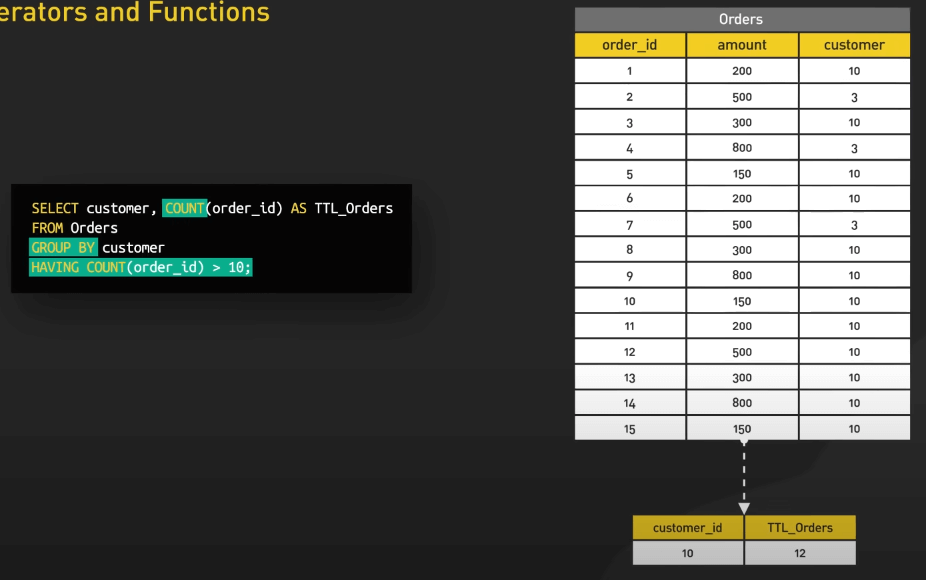 erators and Functions
SELECT customer, COUNT(order_id) AS TTL_Orders
FROM Orders
GROUP BY customer
HAVING COUNT(order_id) > 10;
Orders
order_id amount customer
1 200 10
2 500 3
3 300 10
4 800 3
5 150 10
6 200 10
7 500 3
8 300 10
9 800 10
10 150 10
11 200 10
12 500 10
13 300 10
14 800 10
15 150 10
customer_id TTL_Orders
10 12